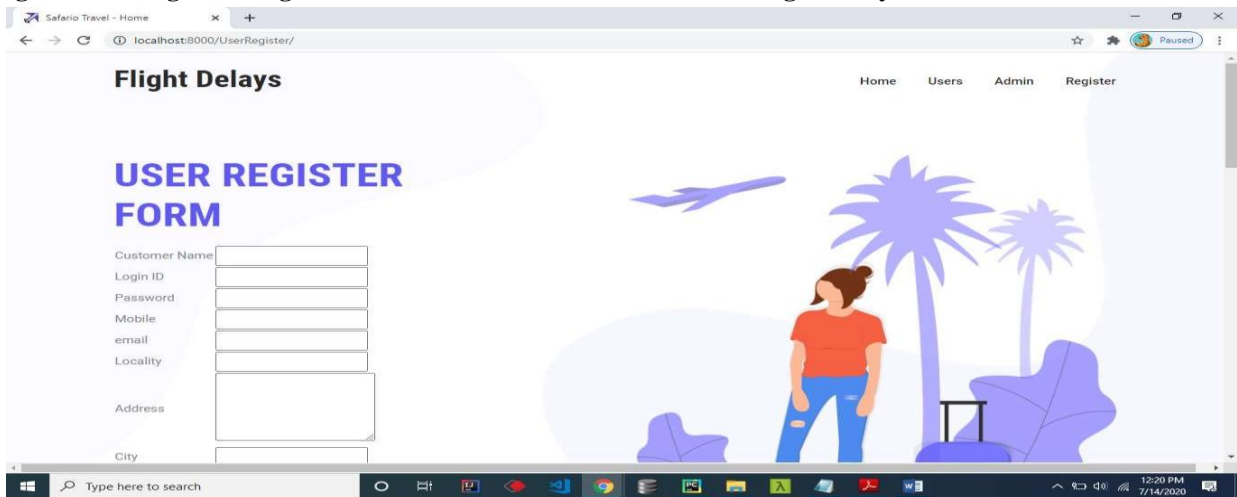 Safario Travel - Home
localhost:8000/UserRegister/
Paused
Flight Delays
Home Users Admin Register
USER REGISTER
FORM
Customer Name
Login ID
Password
Mobile
email
Locality
Address
City
Type here to search
12:20 PM
7/14/2020